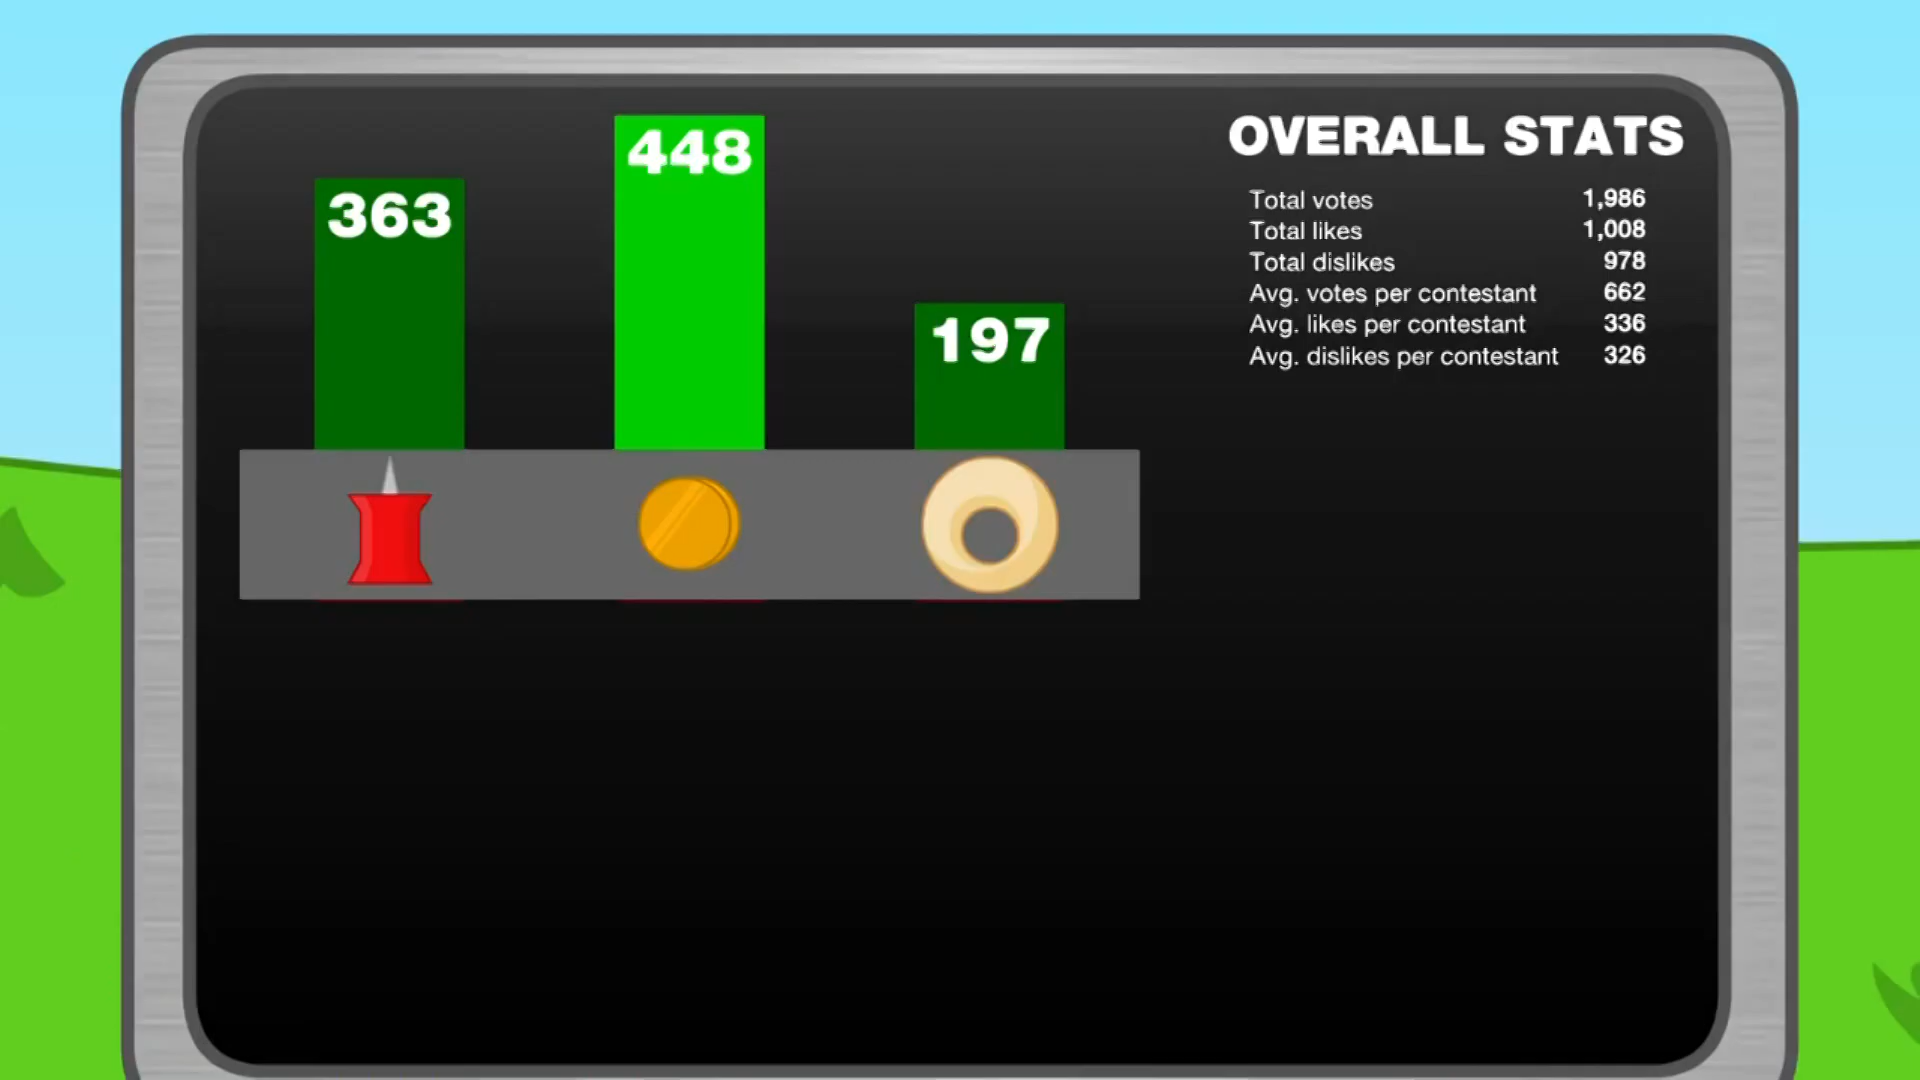 363
448
197
OVERALL STATS
Total votes 1,986
Total likes 1,008
Total dislikes 978
Avg. votes per contestant 662
Avg. likes per contestant 336
Avg. dislikes per contestant 326